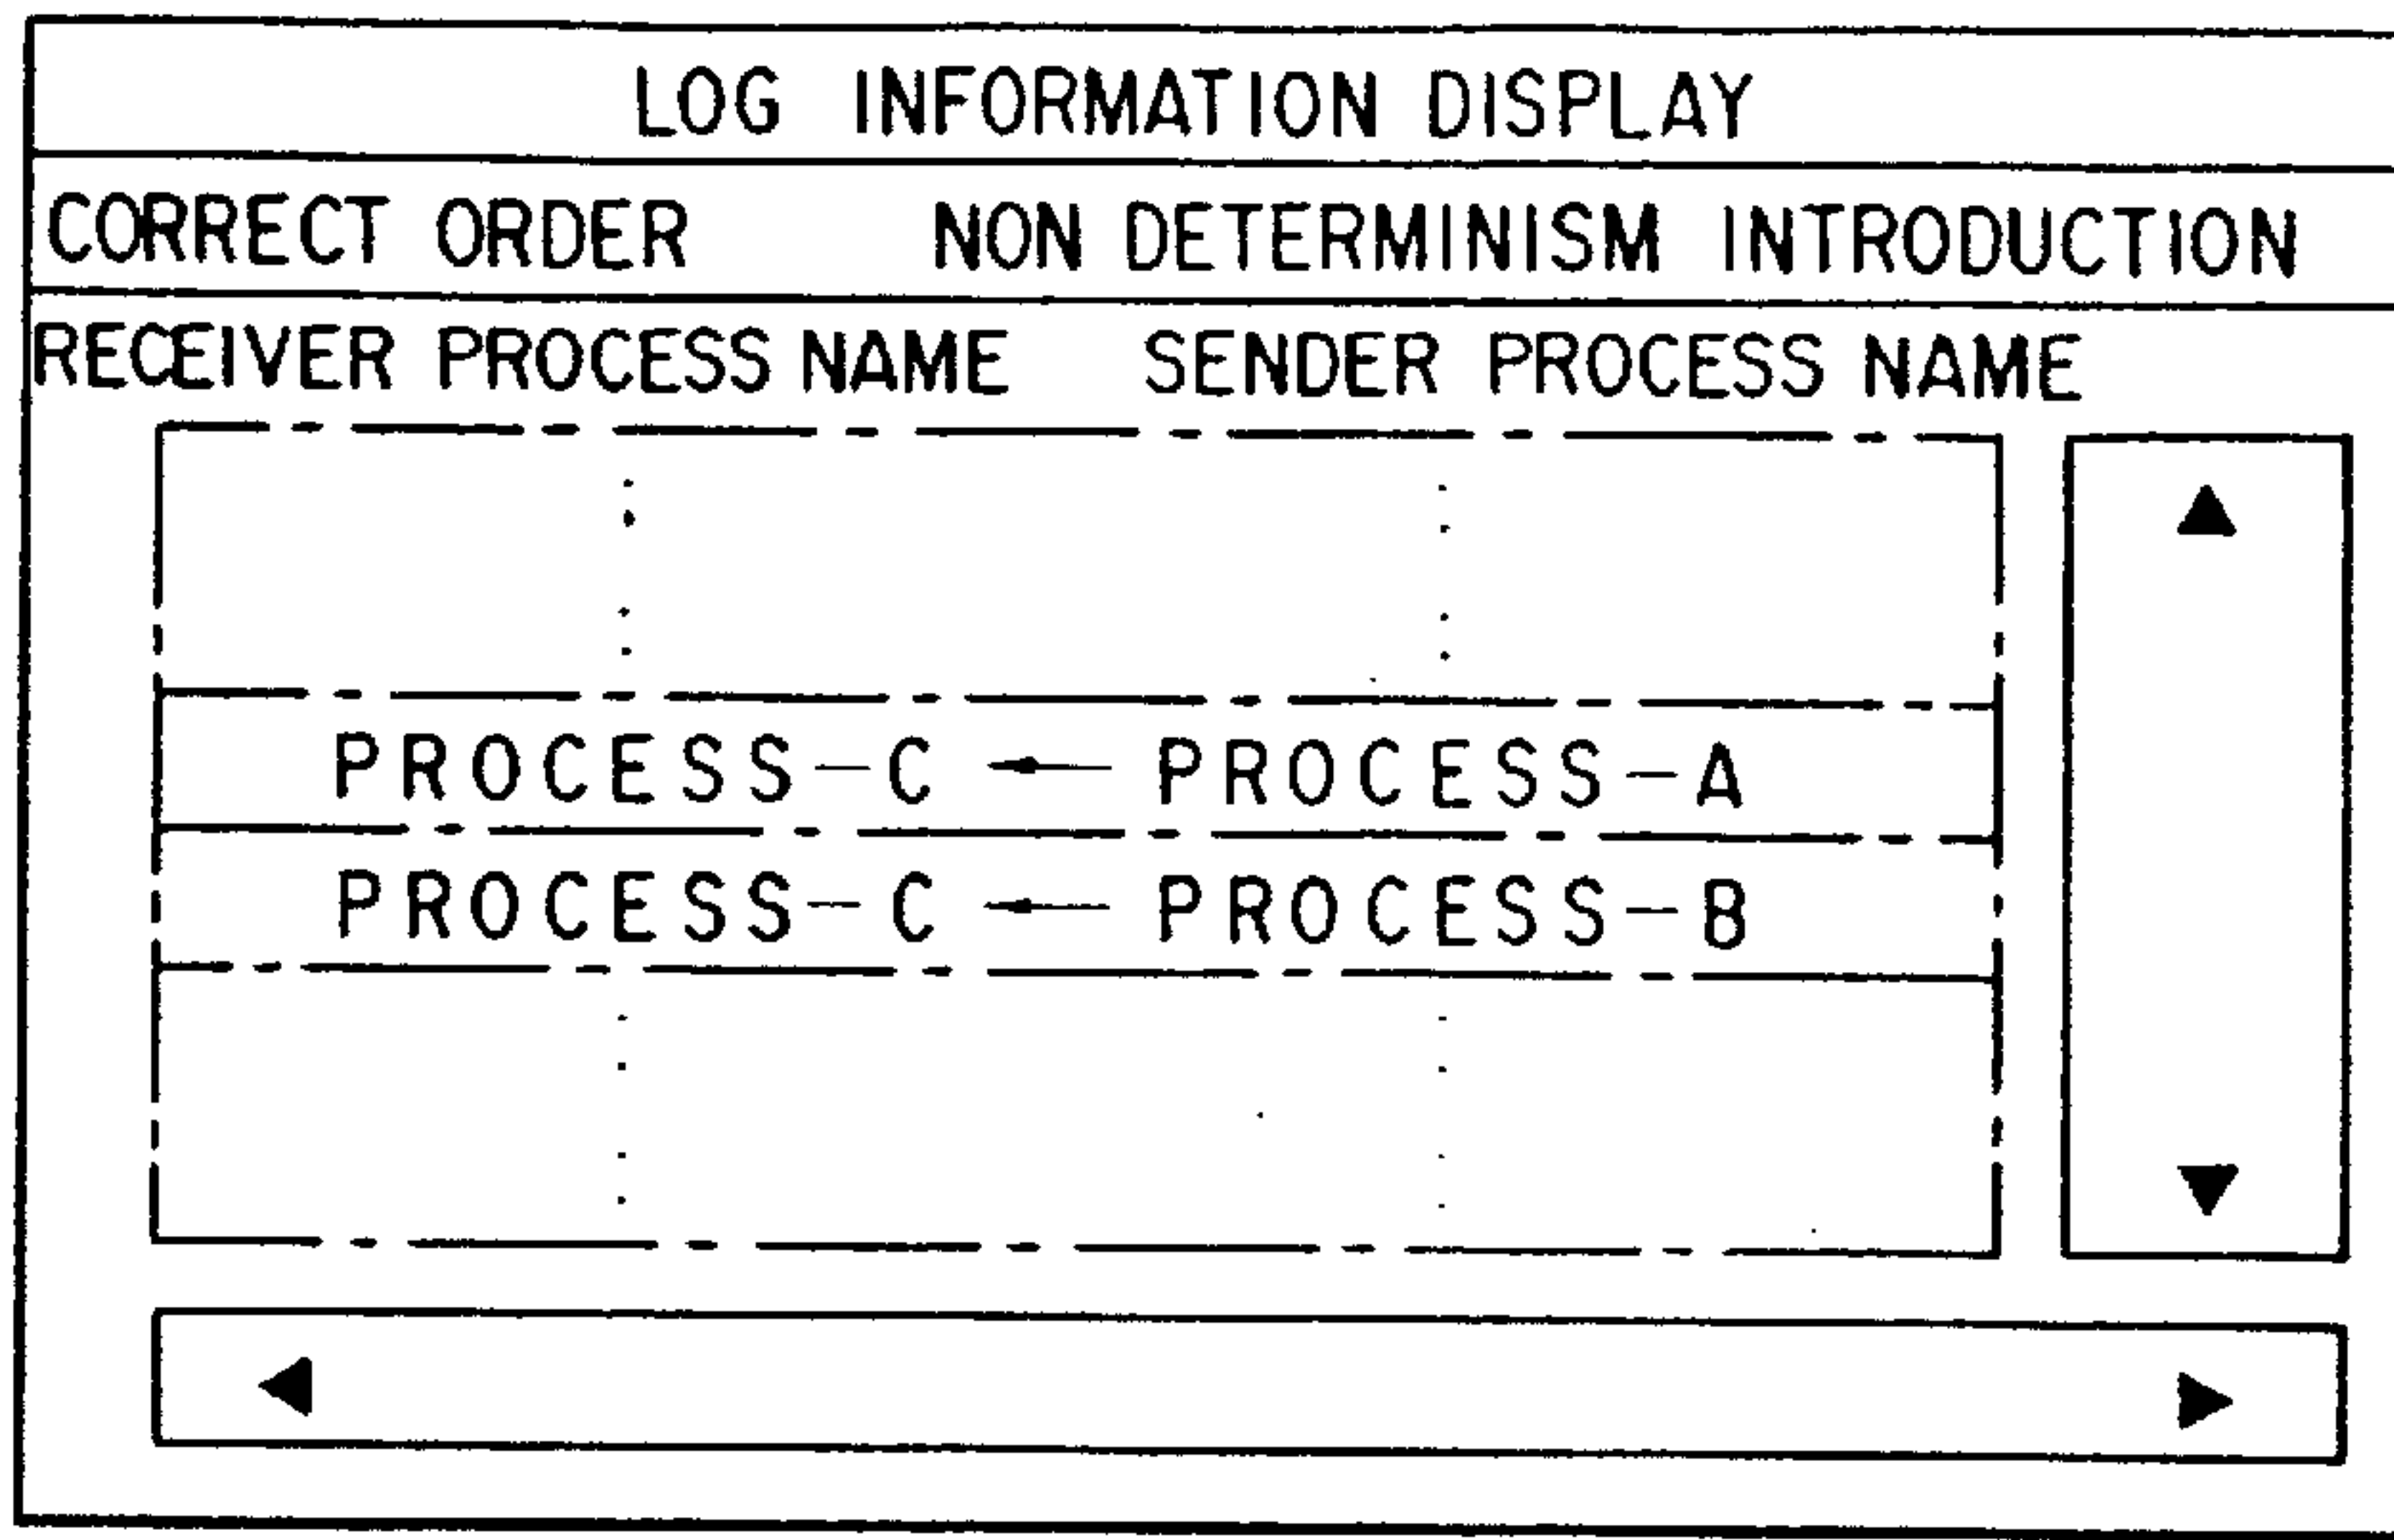 LOG INFORMATION DISPLAY
CORRECT ORDER NON DETERMINISM INTRODUCTION
RECEIVER PROCESS NAME SENDER PROCESS NAME
PROCESS-C ← PROCESS-A
PROCESS-C ← PROCESS-B